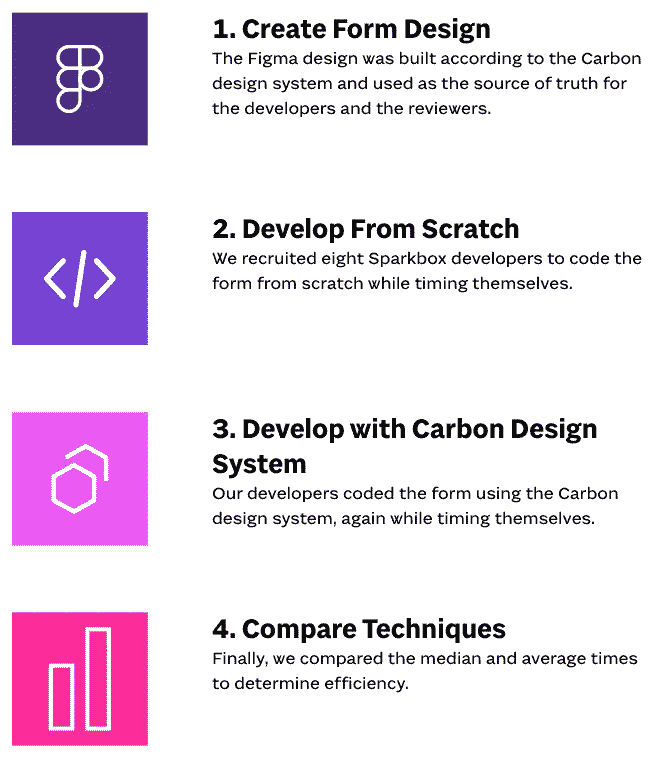 1. Create Form Design
The Figma design was built according to the Carbon
design system and used as the source of truth for
the developers and the reviewers.
2. Develop From Scratch
We recruited eight Sparkbox developers to code the
form from scratch while timing themselves.
3. Develop with Carbon Design
System
Our developers coded the form using the Carbon
design system, again while timing themselves.
4. Compare Techniques
Finally, we compared the median and average times
to determine efficiency.